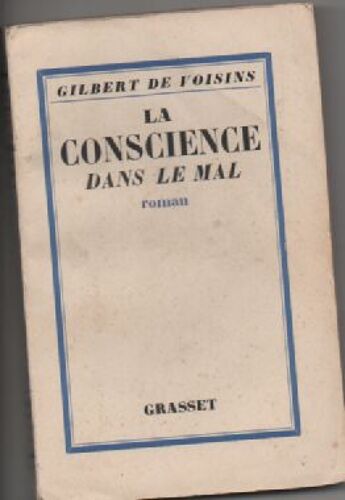 GILBERT DE VOISINS
LA
CONSCIENCE
DANS LE MAL
roman
GRASSET